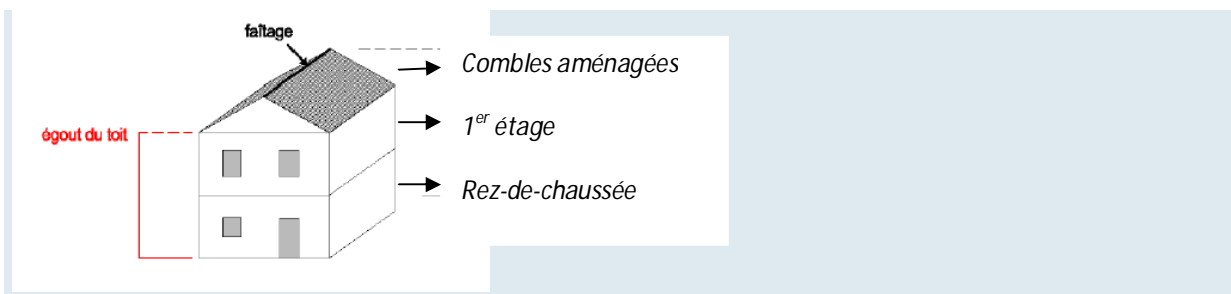 faîtage
Combles aménagées
égout du toit
1er étage
Rez-de-chaussée